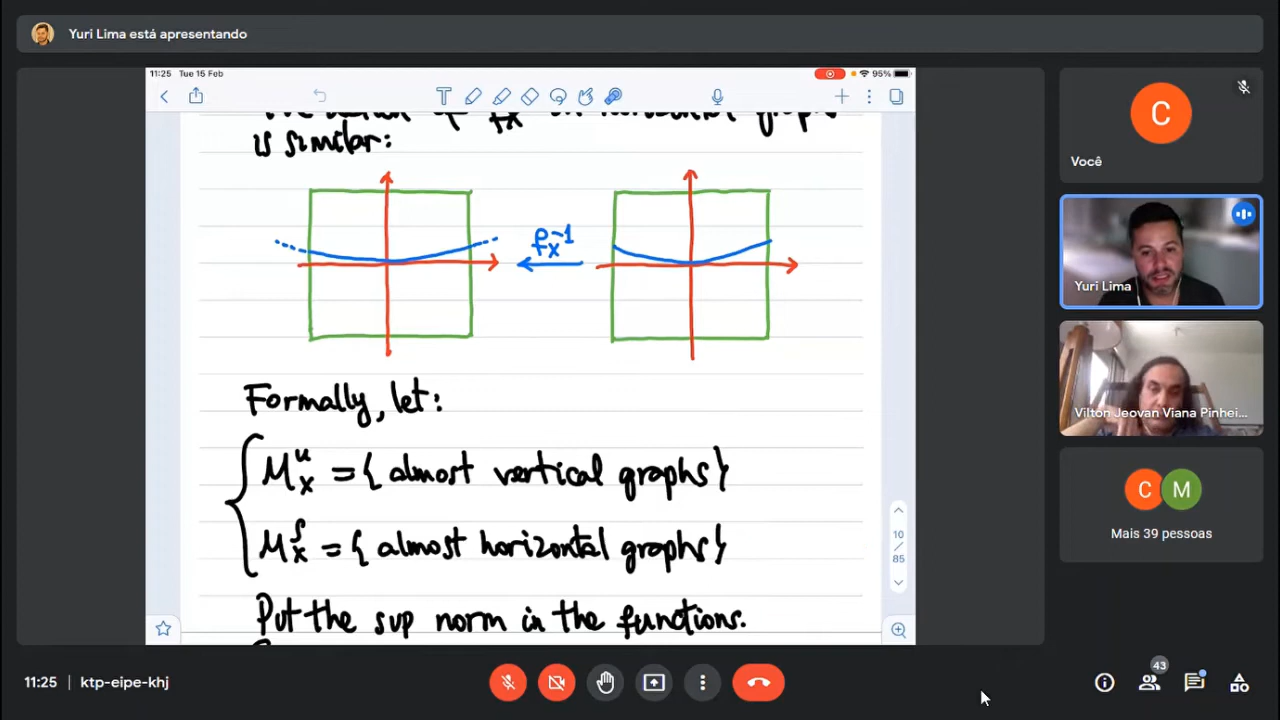 Yuri Lima está apresentando
11:25 Tue 15 Feb
95%
is similar:
f_x^{-1}
Formally, let:
M_x^u = { almost vertical graphs }
M_x^s = { almost horizontal graphs }
Put the sup norm in the functions.
10
/
85
C
Você
Yuri Lima
Vilton Jeovan Viana Pinhei...
C M
Mais 39 pessoas
11:25 | ktp-eipe-khj
43